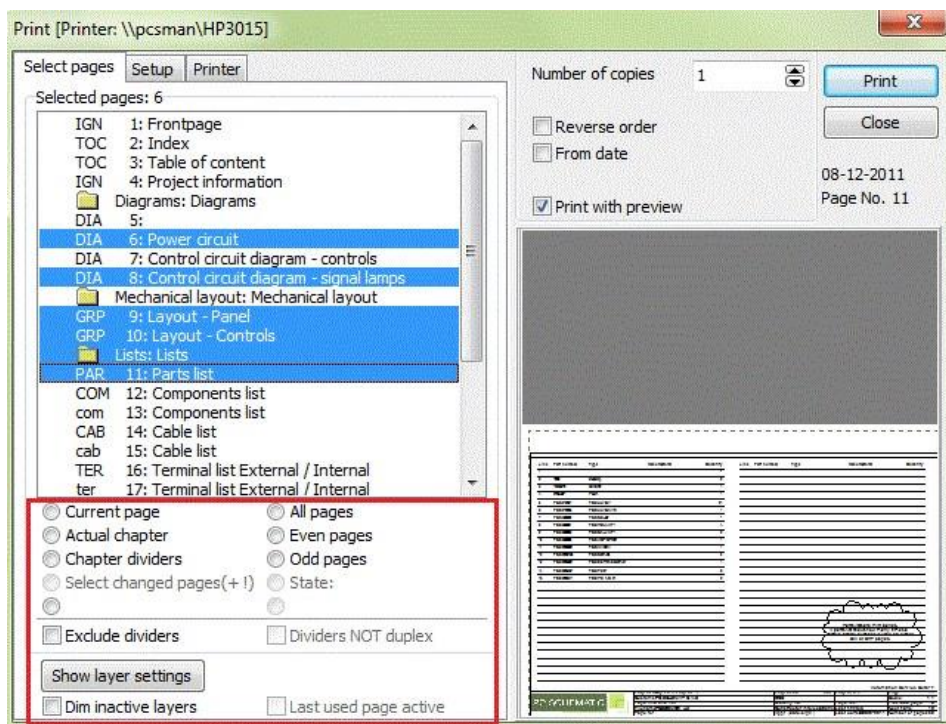 Print [Printer: \\pcsman\HP3015]
Select pages Setup Printer
Selected pages: 6
IGN 1: Frontpage
TOC 2: Index
TOC 3: Table of content
IGN 4: Project information
Diagrams: Diagrams
DIA 5:
DIA 6: Power circuit
DIA 7: Control circuit diagram - controls
DIA 8: Control circuit diagram - signal lamps
Mechanical layout: Mechanical layout
GRP 9: Layout - Panel
GRP 10: Layout - Controls
Lists: Lists
PAR 11: Parts list
COM 12: Components list
com 13: Components list
CAB 14: Cable list
cab 15: Cable list
TER 16: Terminal list External / Internal
ter 17: Terminal list External / Internal
Current page All pages
Actual chapter Even pages
Chapter dividers Odd pages
Select changed pages(+ !) State:
Exclude dividers Dividers NOT duplex
Show layer settings
Dim inactive layers Last used page active
Number of copies 1
Print
Close
Reverse order
From date
08-12-2011
Page No. 11
Print with preview
PC SCHEMATIC